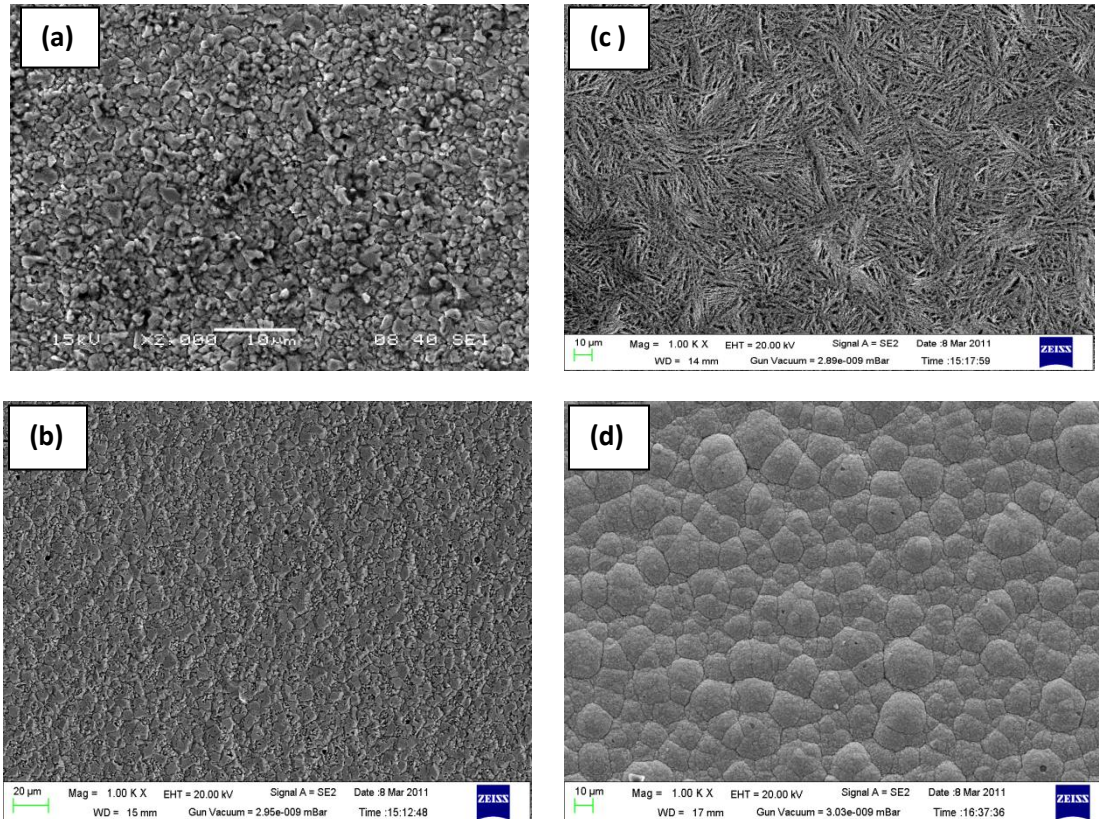 (a)
15kV X2,000 10μm 08 40 SEI
(b)
20 μm Mag = 1.00 K X EHT = 20.00 kV Signal A = SE2 Date :8 Mar 2011
WD = 15 mm Gun Vacuum = 2.95e-009 mBar Time :15:12:48
ZEISS
(c )
10 μm Mag = 1.00 K X EHT = 20.00 kV Signal A = SE2 Date :8 Mar 2011
WD = 14 mm Gun Vacuum = 2.89e-009 mBar Time :15:17:59
ZEISS
(d)
10 μm Mag = 1.00 K X EHT = 20.00 kV Signal A = SE2 Date :8 Mar 2011
WD = 17 mm Gun Vacuum = 3.03e-009 mBar Time :16:37:36
ZEISS